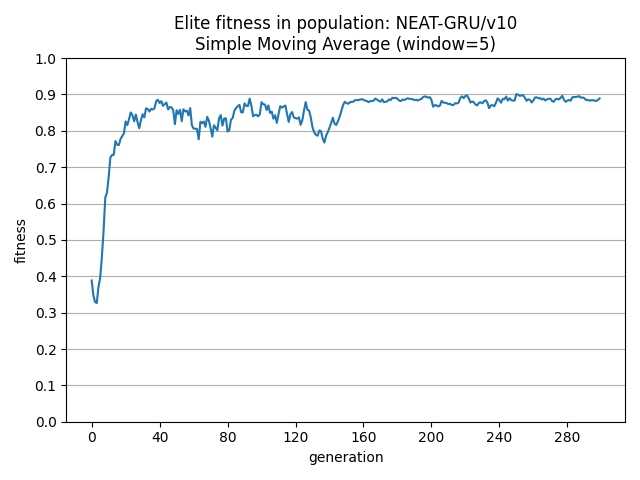 Elite fitness in population: NEAT-GRU/v10
Simple Moving Average (window=5)
1.0
0.9
0.8
0.7
0.6
0.5
0.4
0.3
0.2
0.1
0.0
fitness
0 40 80 120 160 200 240 280
generation